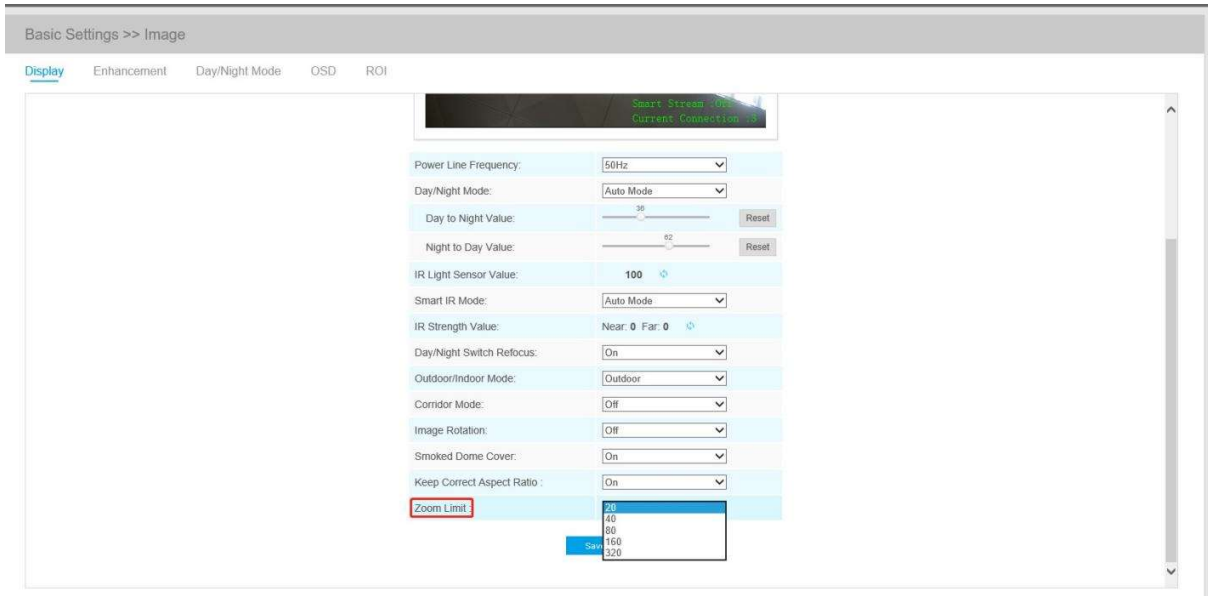 Basic Settings >> Image
Display Enhancement Day/Night Mode OSD ROI
Smart Stream :Off
Current Connection :3
Power Line Frequency: 50Hz
Day/Night Mode: Auto Mode
36
Day to Night Value: Reset
62
Night to Day Value: Reset
IR Light Sensor Value: 100
Smart IR Mode: Auto Mode
IR Strength Value: Near: 0 Far: 0
Day/Night Switch Refocus: On
Outdoor/Indoor Mode: Outdoor
Corridor Mode: Off
Image Rotation: Off
Smoked Dome Cover: On
Keep Correct Aspect Ratio : On
Zoom Limit : 20
40
80
160
Sav
320